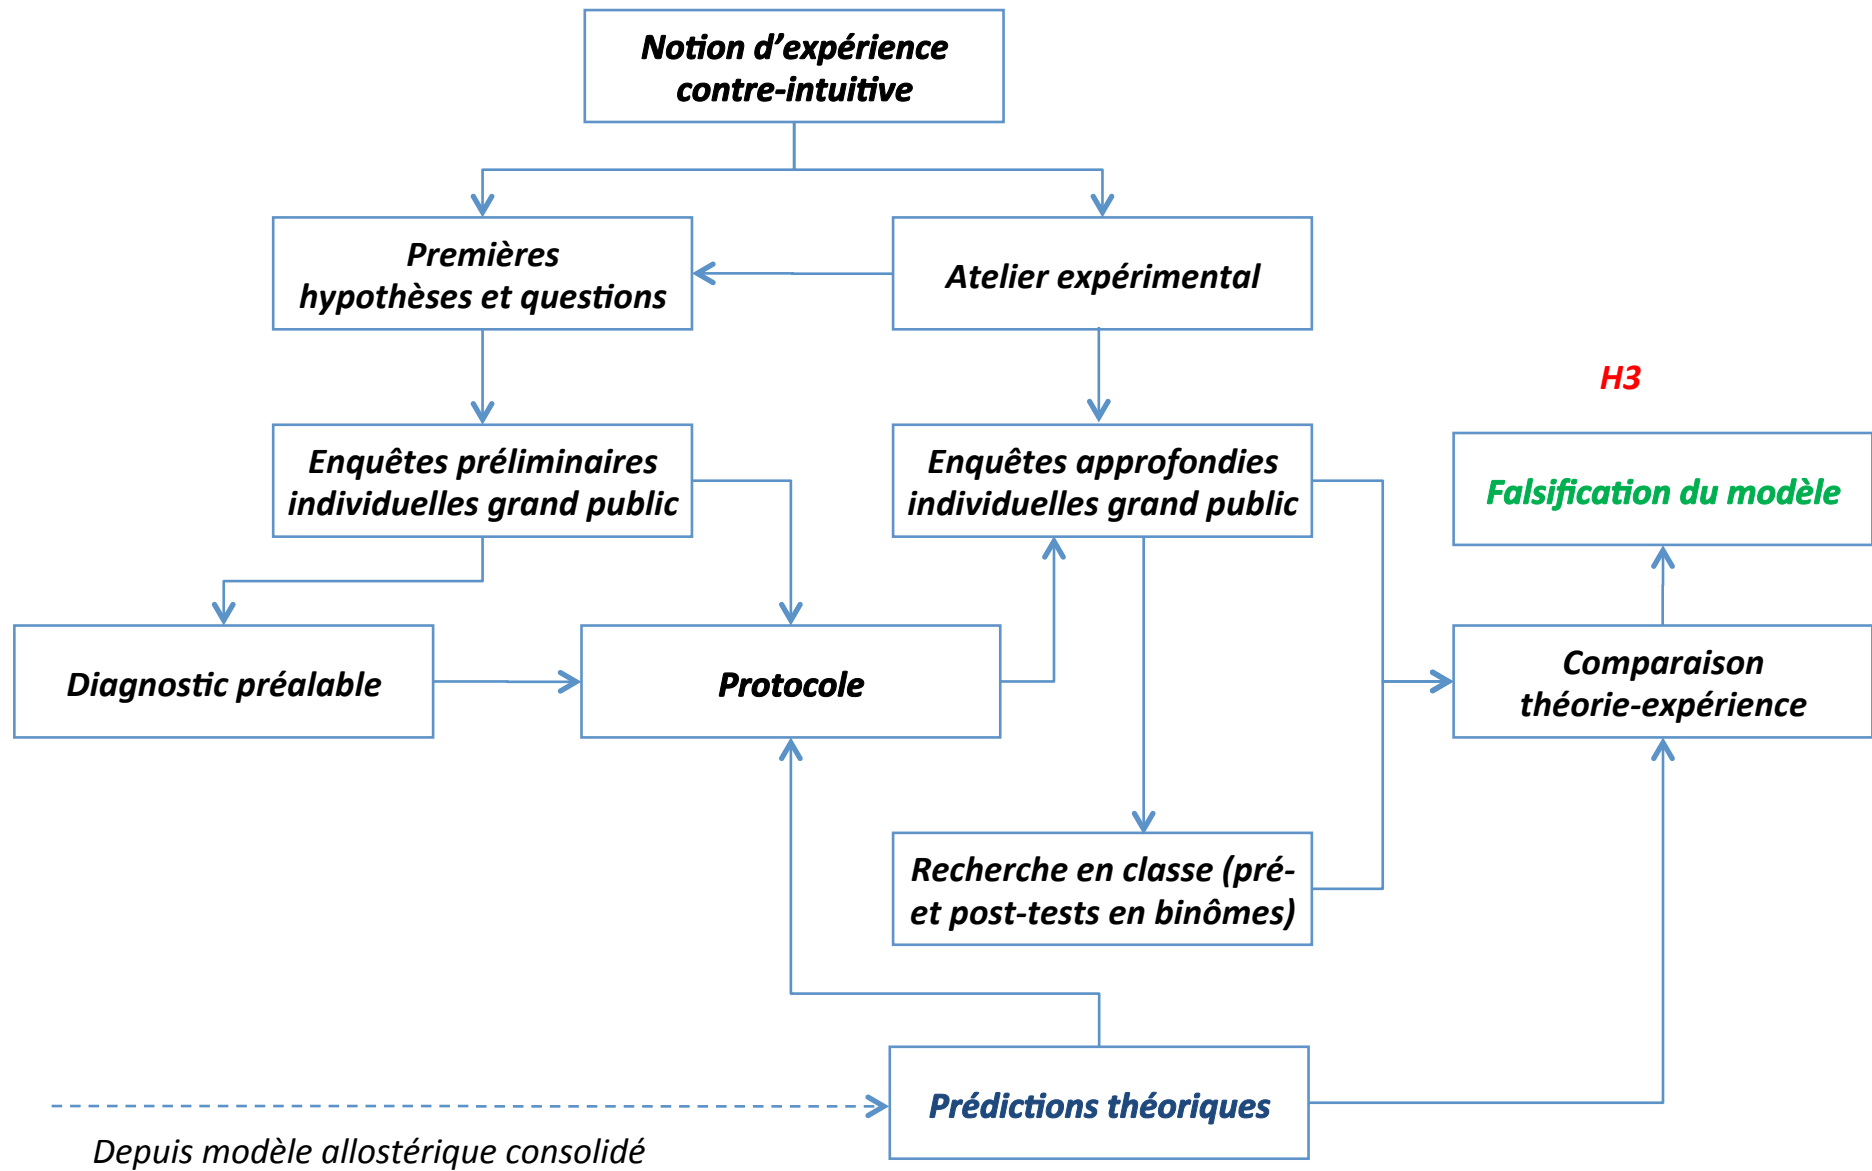 Notion d’expérience
contre-intuitive
Premières
hypothèses et questions
Atelier expérimental
H3
Enquêtes préliminaires
individuelles grand public
Enquêtes approfondies
individuelles grand public
Falsification du modèle
Diagnostic préalable
Protocole
Comparaison
théorie-expérience
Recherche en classe (pré-
et post-tests en binômes)
Prédictions théoriques
Depuis modèle allostérique consolidé